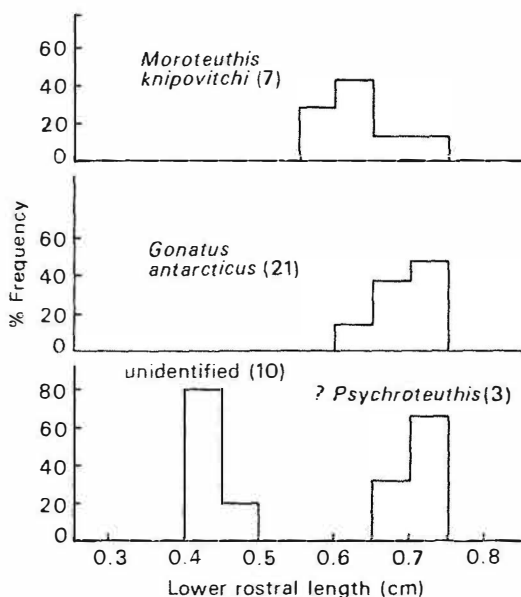 60
Moroteuthis
40
knipovitchi (7)
20
0
60
Gonatus
40
antarcticus (21)
20
0
% Frequency
unidentified (10)
80
? Psychroteuthis (3)
60
40
20
0
0.3 0.4 0.5 0.6 0.7 0.8
Lower rostral length (cm)